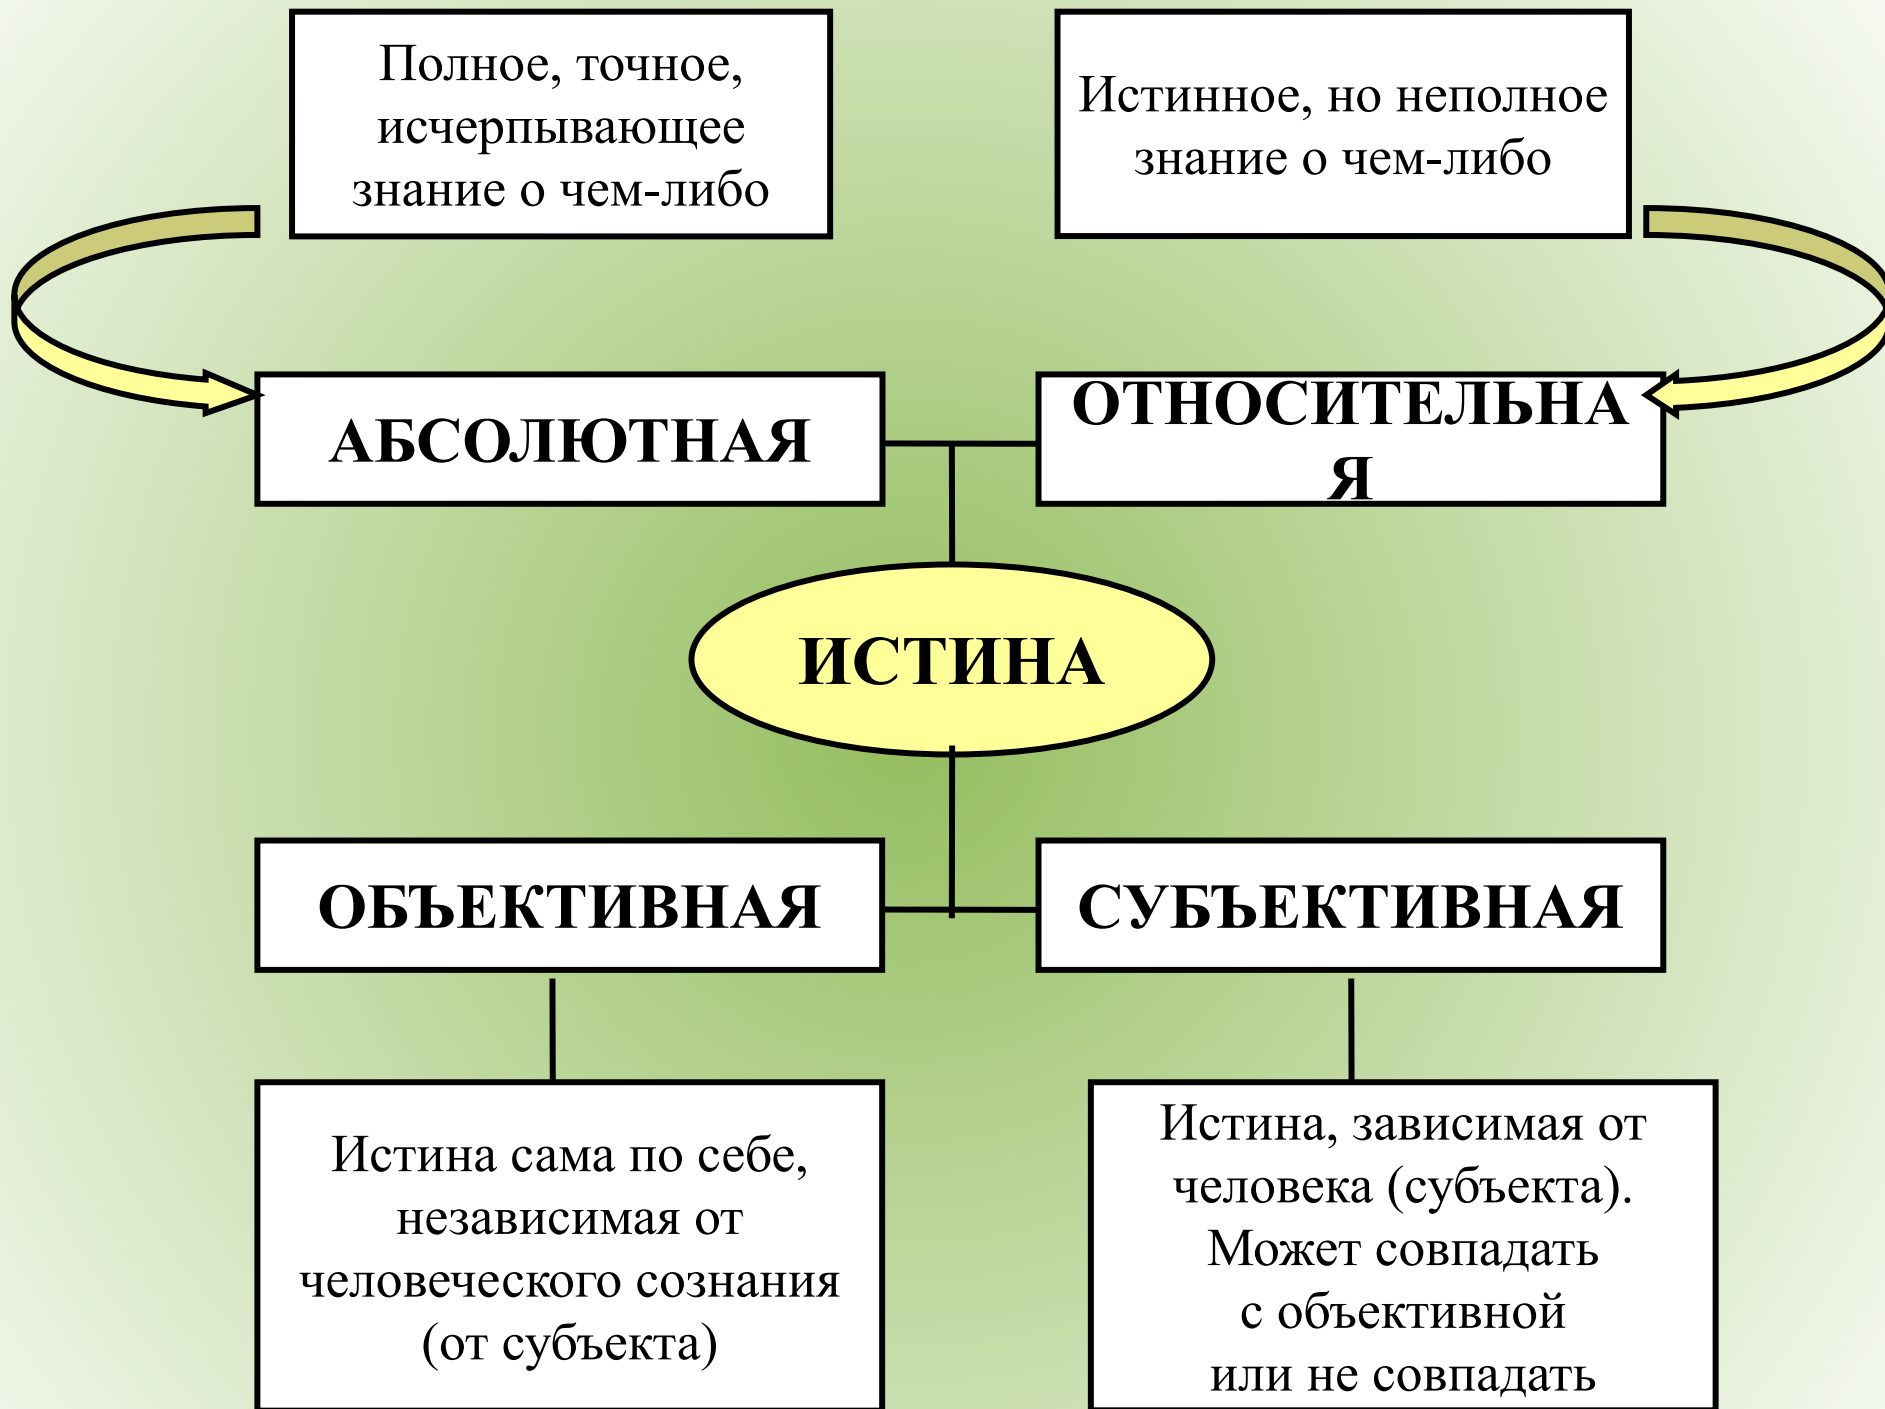 Полное, точное,
исчерпывающее
знание о чем-либо
Истинное, но неполное
знание о чем-либо
АБСОЛЮТНАЯ
ОТНОСИТЕЛЬНА
Я
ИСТИНА
ОБЪЕКТИВНАЯ
СУБЪЕКТИВНАЯ
Истина сама по себе,
независимая от
человеческого сознания
(от субъекта)
Истина, зависимая от
человека (субъекта).
Может совпадать
с объективной
или не совпадать